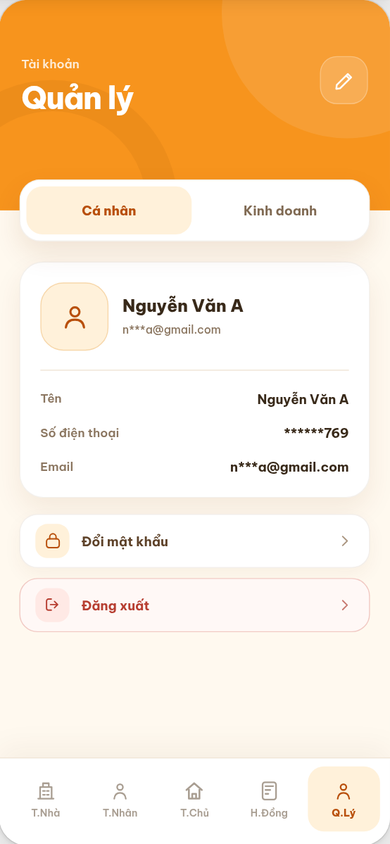 Tài khoản
Quản lý
Cá nhân
Kinh doanh
Nguyễn Văn A
n***a@gmail.com
Tên
Nguyễn Văn A
Số điện thoại
******769
Email
n***a@gmail.com
Đổi mật khẩu
Đăng xuất
T.Nhà
T.Nhân
T.Chủ
H.Đồng
Q.Lý